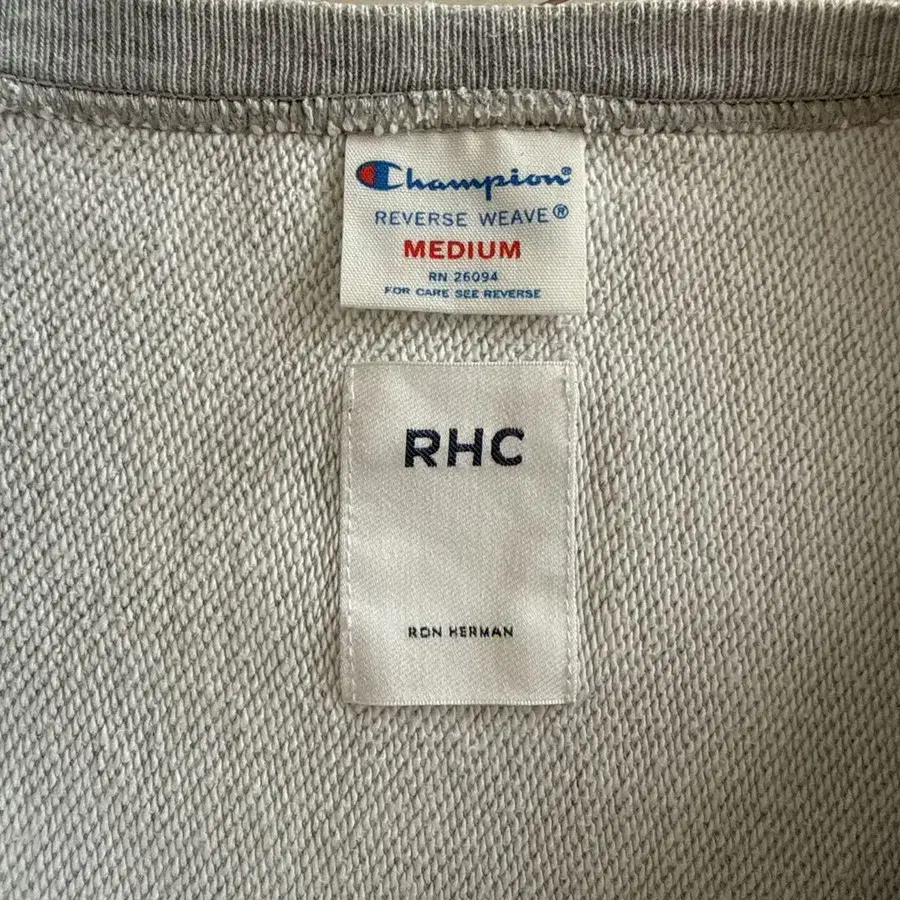 Champion®
REVERSE WEAVE®
MEDIUM
RN 26094
FOR CARE SEE REVERSE
RHC
RON HERMAN